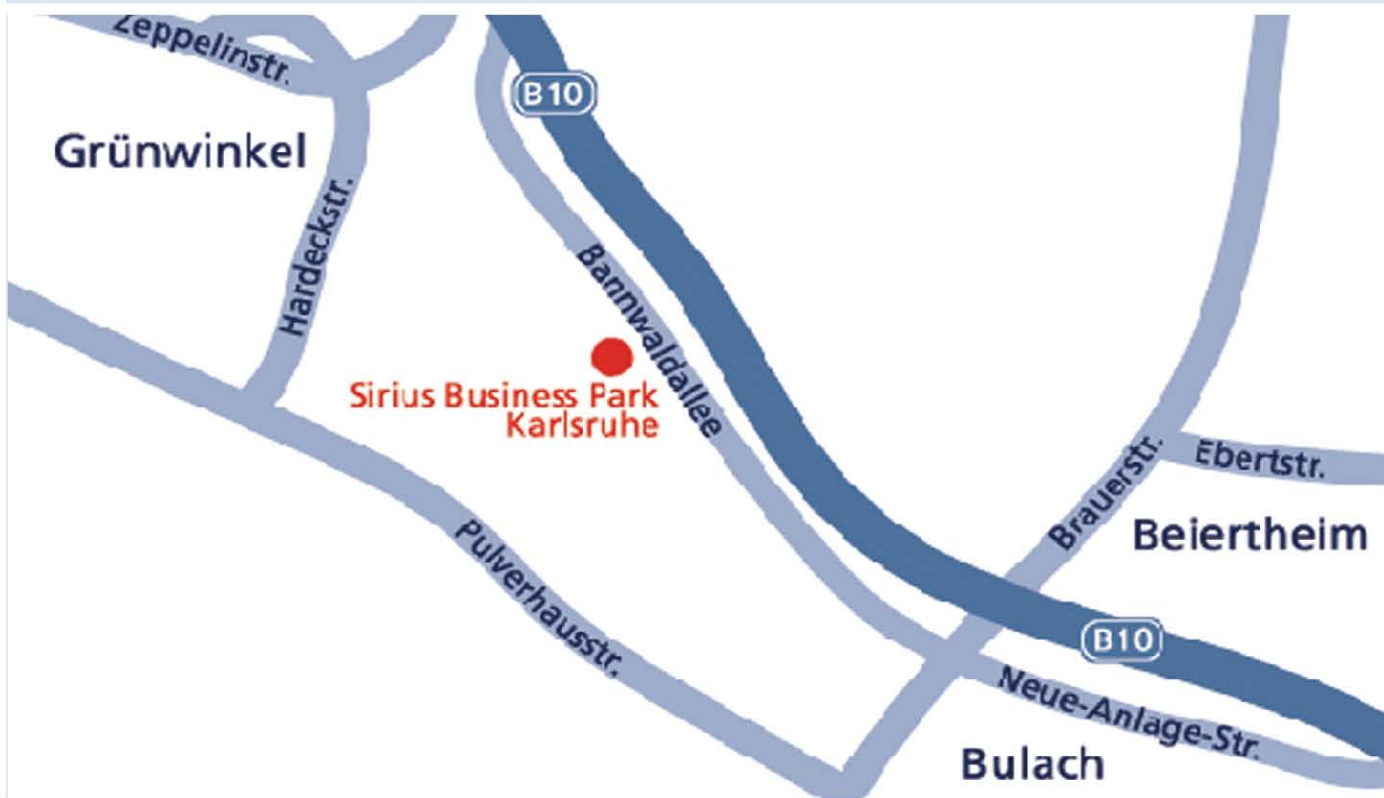 Zeppelinstr.
B10
Grünwinkel
Hardeckstr.
Bannwaldallee
Sirius Business Park
Karlsruhe
Brauerstr.
Ebertstr.
Beiertheim
Pulverhausstr.
B10
Neue-Anlage-Str.
Bulach